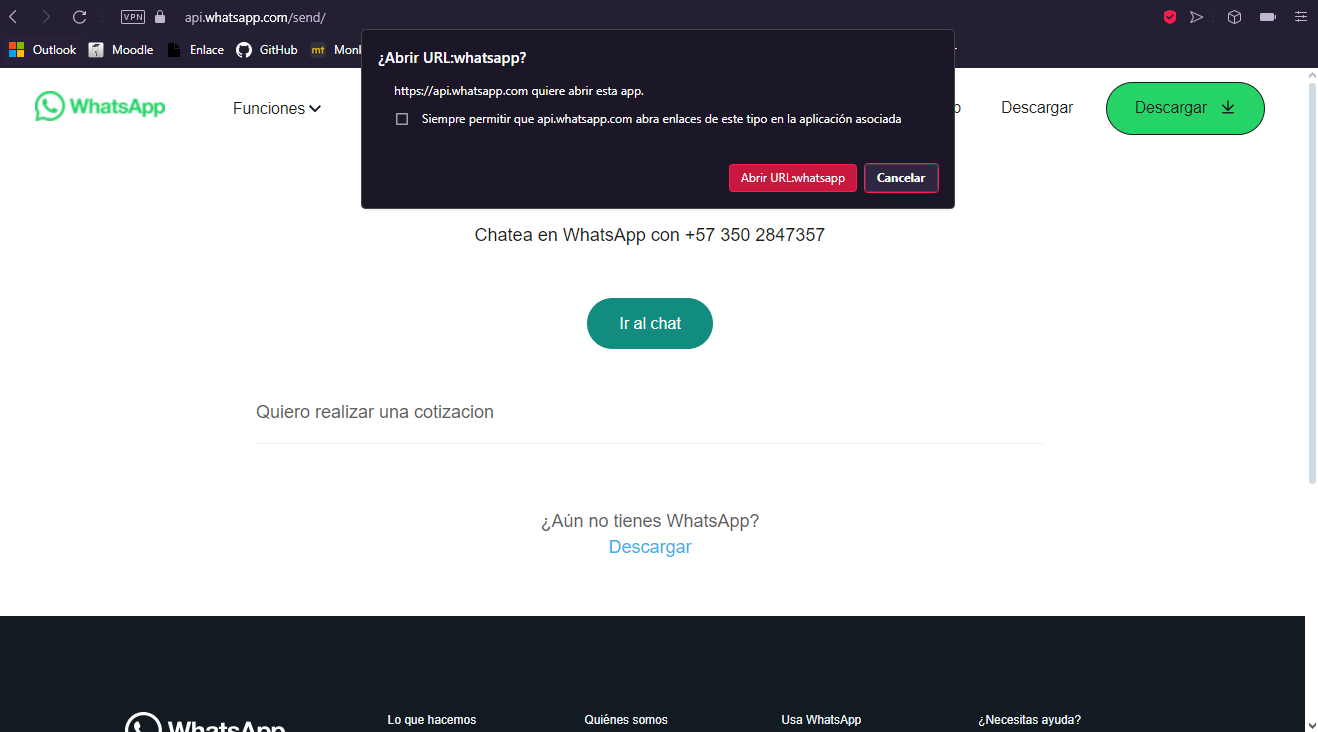 VPN api.whatsapp.com/send/
Outlook Moodle Enlace GitHub mt
¿Abrir URL:whatsapp?
https://api.whatsapp.com quiere abrir esta app.
Siempre permitir que api.whatsapp.com abra enlaces de este tipo en la aplicación asociada
Abrir URL:whatsapp Cancelar
WhatsApp Funciones Descargar Descargar
Chatea en WhatsApp con +57 350 2847357
Ir al chat
Quiero realizar una cotizacion
¿Aún no tienes WhatsApp?
Descargar
WhatsApp Lo que hacemos Quiénes somos Usa WhatsApp ¿Necesitas ayuda?